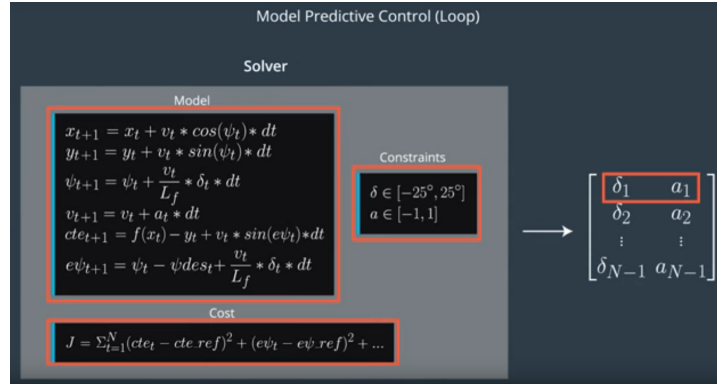 Model Predictive Control (Loop)
Solver
Model
x_{t+1} = x_t + v_t * cos(ψ_t) * dt
y_{t+1} = y_t + v_t * sin(ψ_t) * dt
ψ_{t+1} = ψ_t + \frac{v_t}{L_f} * δ_t * dt
v_{t+1} = v_t + a_t * dt
cte_{t+1} = f(x_t) − y_t + v_t * sin(eψ_t) * dt
eψ_{t+1} = ψ_t − ψdes_t + \frac{v_t}{L_f} * δ_t * dt
Constraints
δ ∈ [−25°, 25°]
a ∈ [−1, 1]
Cost
J = Σ_{t=1}^{N}(cte_t − cte_ref)^2 + (eψ_t − eψ_ref)^2 + ...
δ_1 a_1
δ_2 a_2
⋮ ⋮
δ_{N−1} a_{N−1}